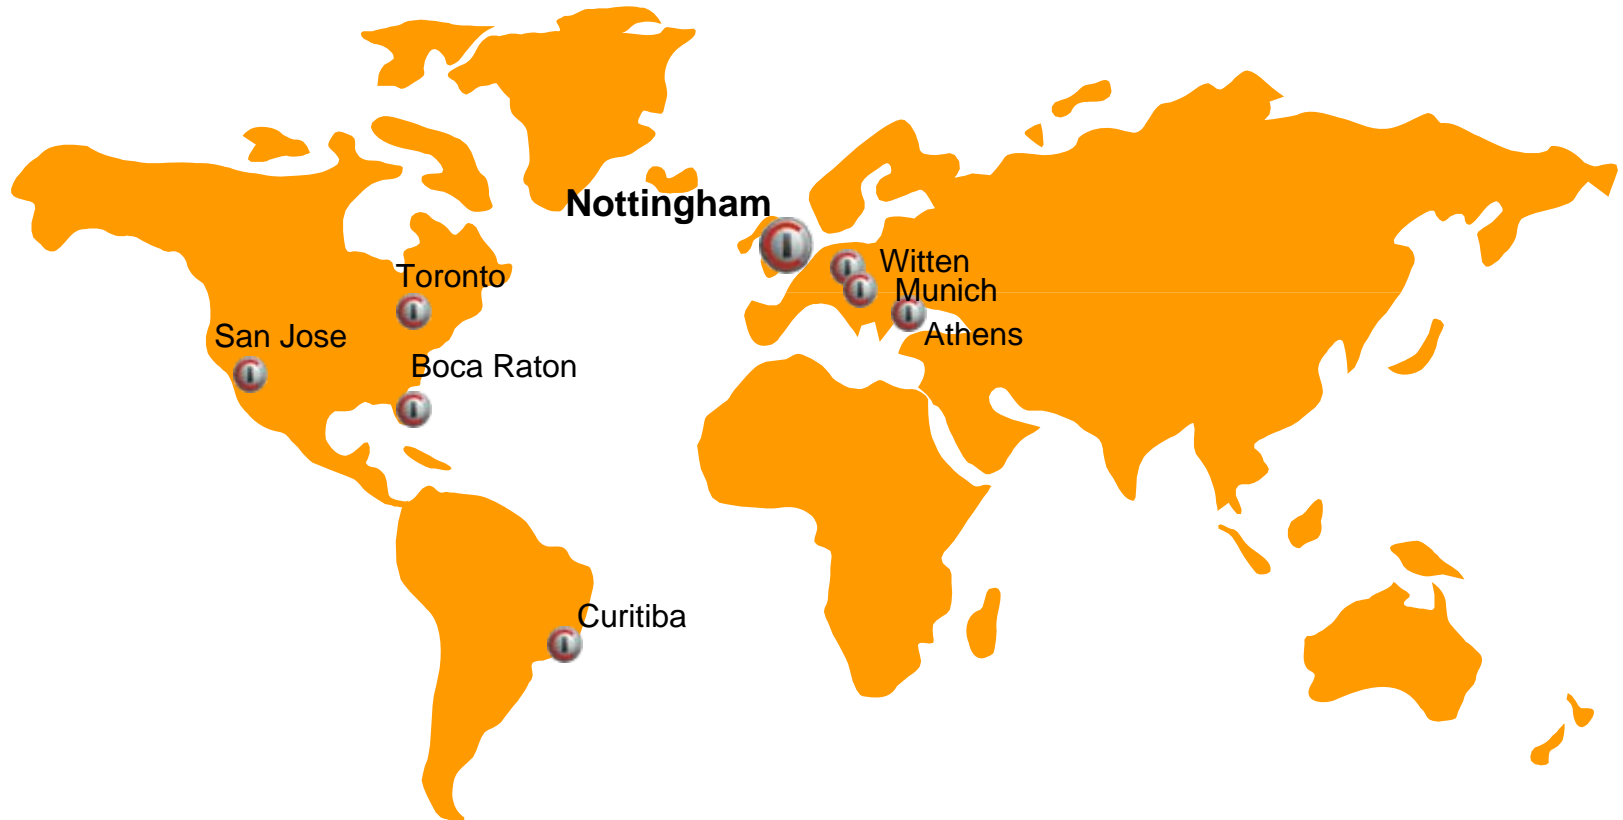 Nottingham
Witten
Toronto
Munich
San Jose
Athens
Boca Raton
Curitiba